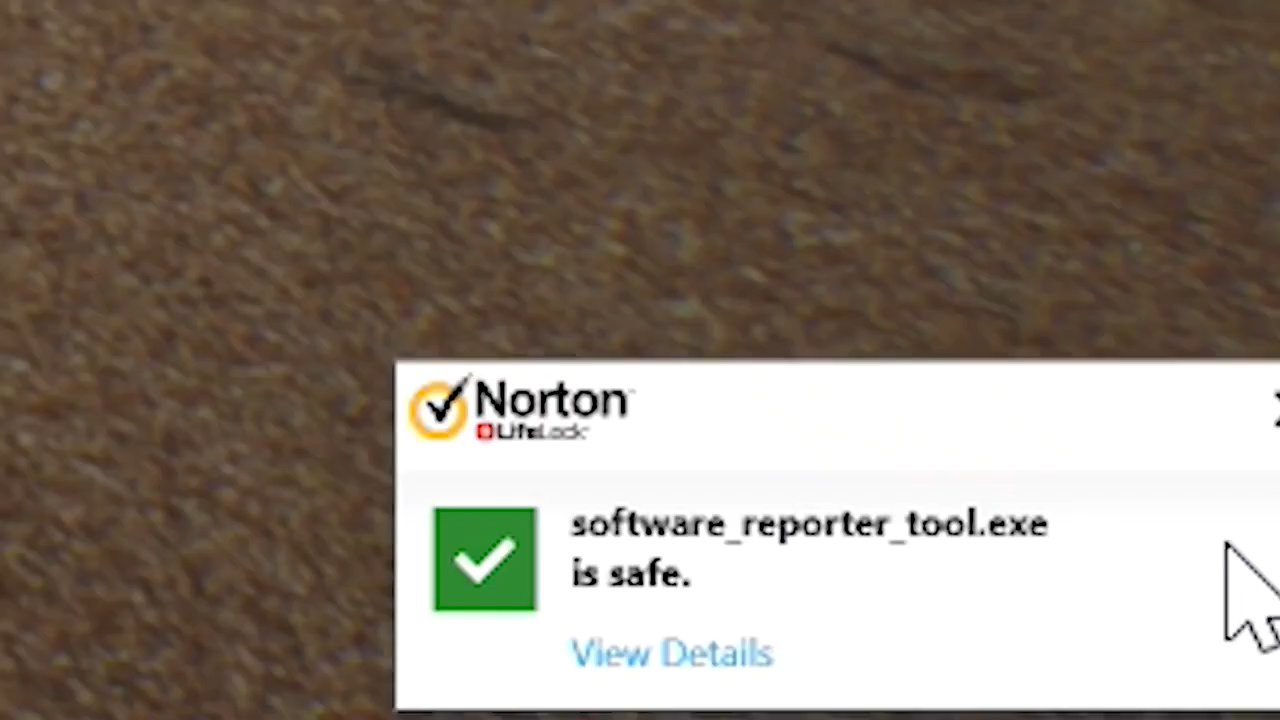 Norton
LifeLock
software_reporter_tool.exe
is safe.
View Details